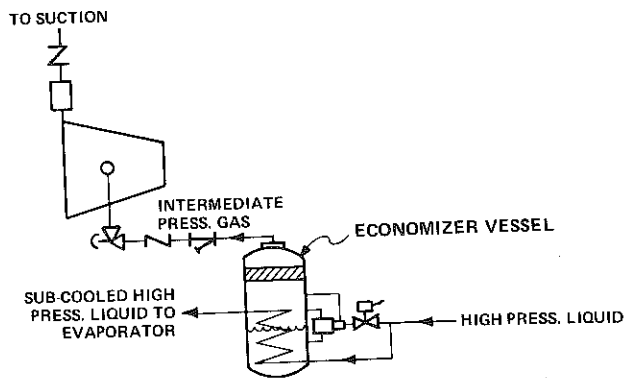 TO SUCTION
INTERMEDIATE
PRESS. GAS
ECONOMIZER VESSEL
SUB-COOLED HIGH
PRESS. LIQUID TO
EVAPORATOR
HIGH PRESS. LIQUID